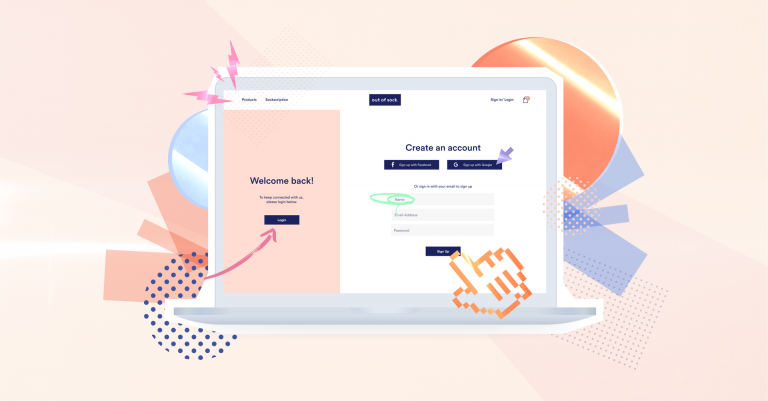 Products Sockscription
out of sock
Sign In/ Login
Welcome back!
To keep connected with us,
please login below.
Login
Create an account
Sign up with Facebook
Sign up with Google
Or sign in with your email to sign up
Name
Email Address
Password
Sign Up